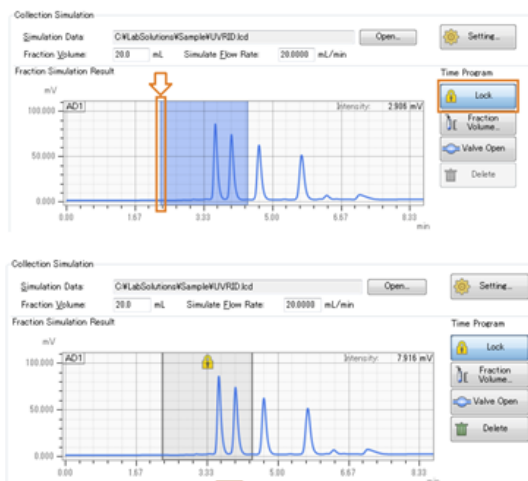 Collection Simulation
Simulation Data: C:¥LabSolutions¥Sample¥UVRID.lcd Open... Setting...
Fraction Volume: 20.0 mL Simulate Flow Rate: 20.0000 mL/min
Fraction Simulation Result Time Program
mV
AD1 Intensity: 2.906 mV Lock
100.000
Fraction Volume...
50.000
Valve Open
Delete
0.000
0.00 1.67 3.33 5.00 6.67 8.33
min
Collection Simulation
Simulation Data: C:¥LabSolutions¥Sample¥UVRID.lcd Open... Setting...
Fraction Volume: 20.0 mL Simulate Flow Rate: 20.0000 mL/min
Fraction Simulation Result Time Program
mV
AD1 Intensity: 7.916 mV Lock
100.000
Fraction Volume...
50.000
Valve Open
Delete
0.000
0.00 1.67 3.33 5.00 6.67 8.33